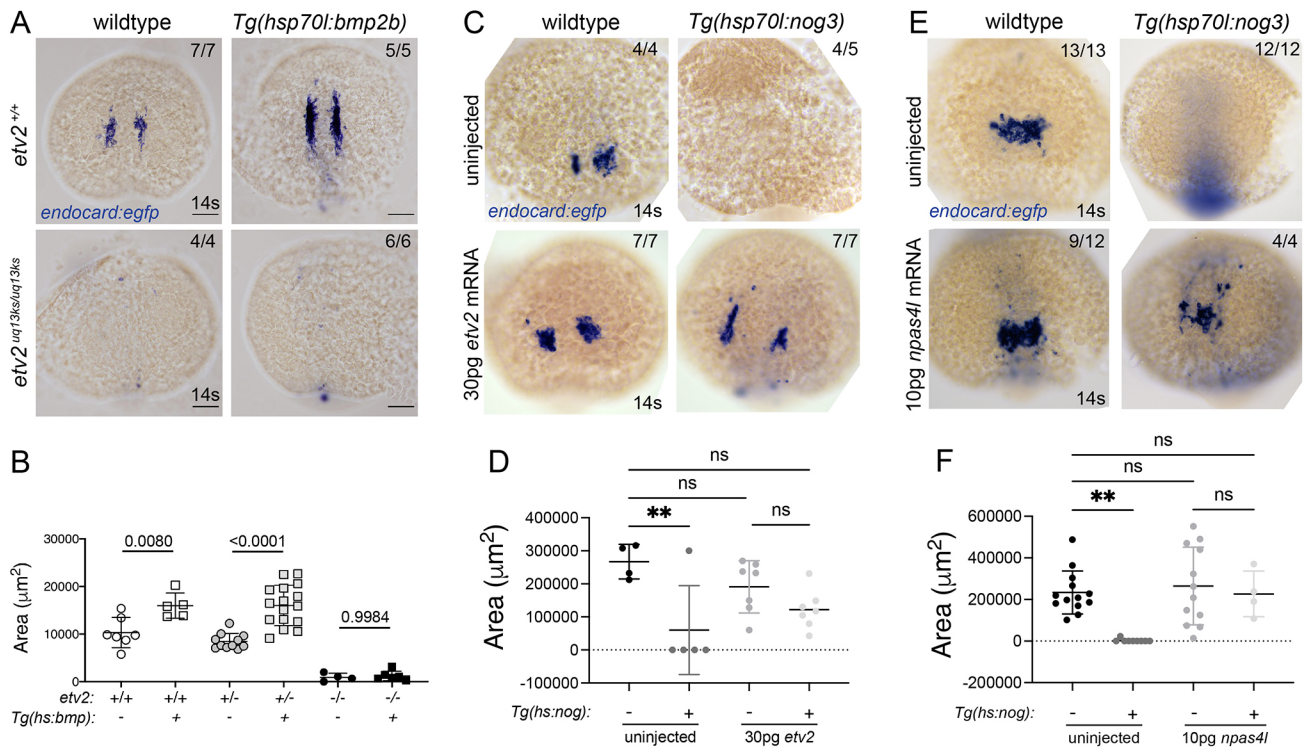 A
wildtype
Tg(hsp70l:bmp2b)
etv2+/+
7/7
5/5
endocard:egfp
14s
etv2 uq13ks/uq13ks
4/4
6/6
14s
B
Area (μm2)
30000
20000
10000
0
0.0080
<0.0001
0.9984
etv2: +/+ +/+ +/- +/- -/- -/-
Tg(hs:bmp): - + - + - +
C
wildtype
Tg(hsp70l:nog3)
uninjected
4/4
4/5
endocard:egfp
14s
30pg etv2 mRNA
7/7
7/7
14s
D
ns
ns
**
ns
Area (μm2)
400000
300000
200000
100000
0
-100000
Tg(hs:nog): - + - +
uninjected
30pg etv2
E
wildtype
Tg(hsp70l:nog3)
uninjected
13/13
12/12
endocard:egfp
14s
10pg npas4l mRNA
9/12
4/4
14s
F
ns
ns
**
ns
Area (μm2)
600000
400000
200000
0
-200000
Tg(hs:nog): - + - +
uninjected
10pg npas4l